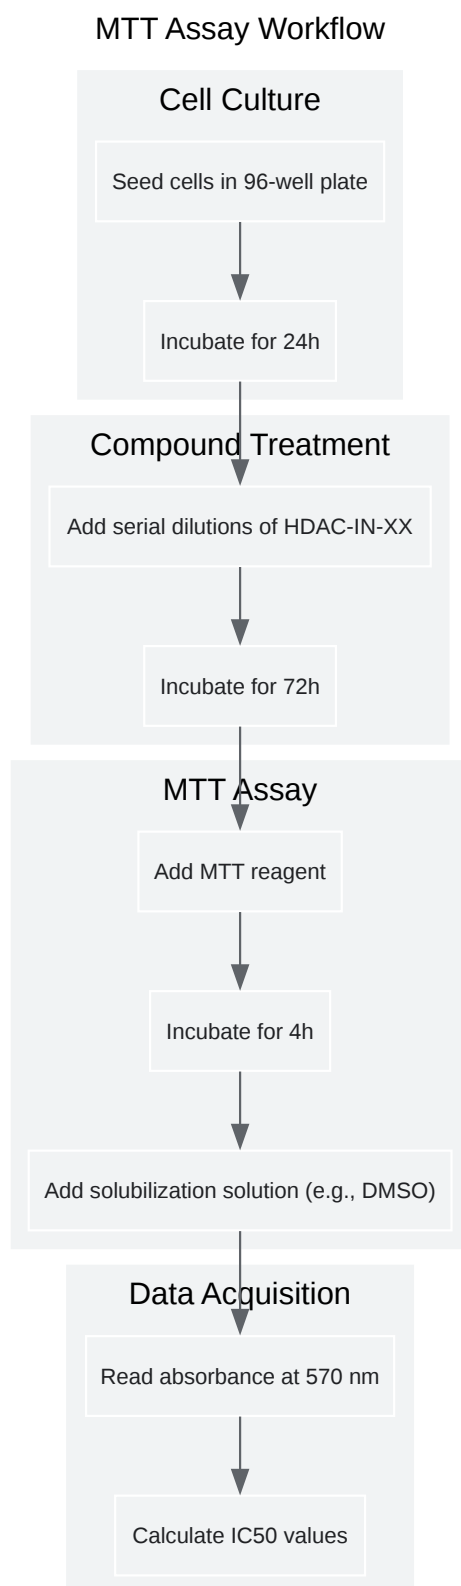 MTT Assay Workflow
Cell Culture
Seed cells in 96-well plate
Incubate for 24h
Compound Treatment
Add serial dilutions of HDAC-IN-XX
Incubate for 72h
MTT Assay
Add MTT reagent
Incubate for 4h
Add solubilization solution (e.g., DMSO)
Data Acquisition
Read absorbance at 570 nm
Calculate IC50 values